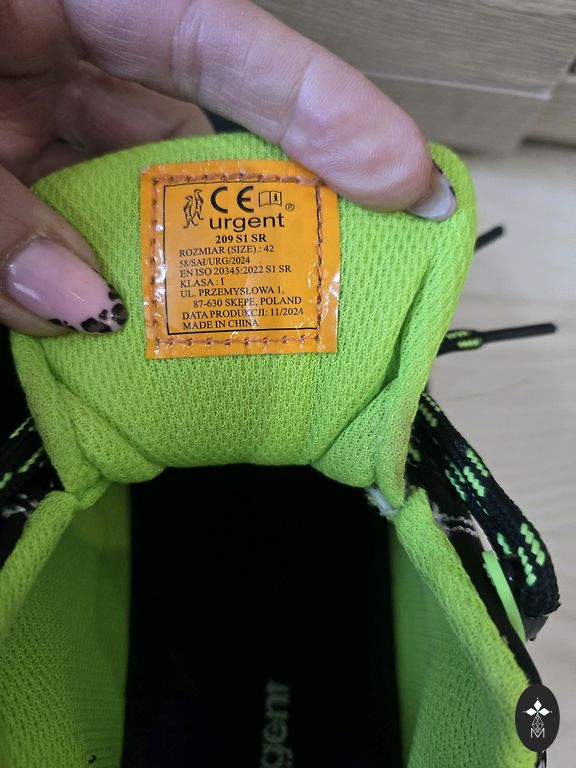 CE
urgent®
209 S1 SR
ROZMIAR (SIZE).: 42
58/SAI/URG/2024
EN ISO 20345:2022 S1 SR
KLASA : I
UL. PRZEMYSŁOWA 1,
87-630 SKĘPE, POLAND
DATA PRODUKCJI: 11/2024
MADE IN CHINA
urgent
M